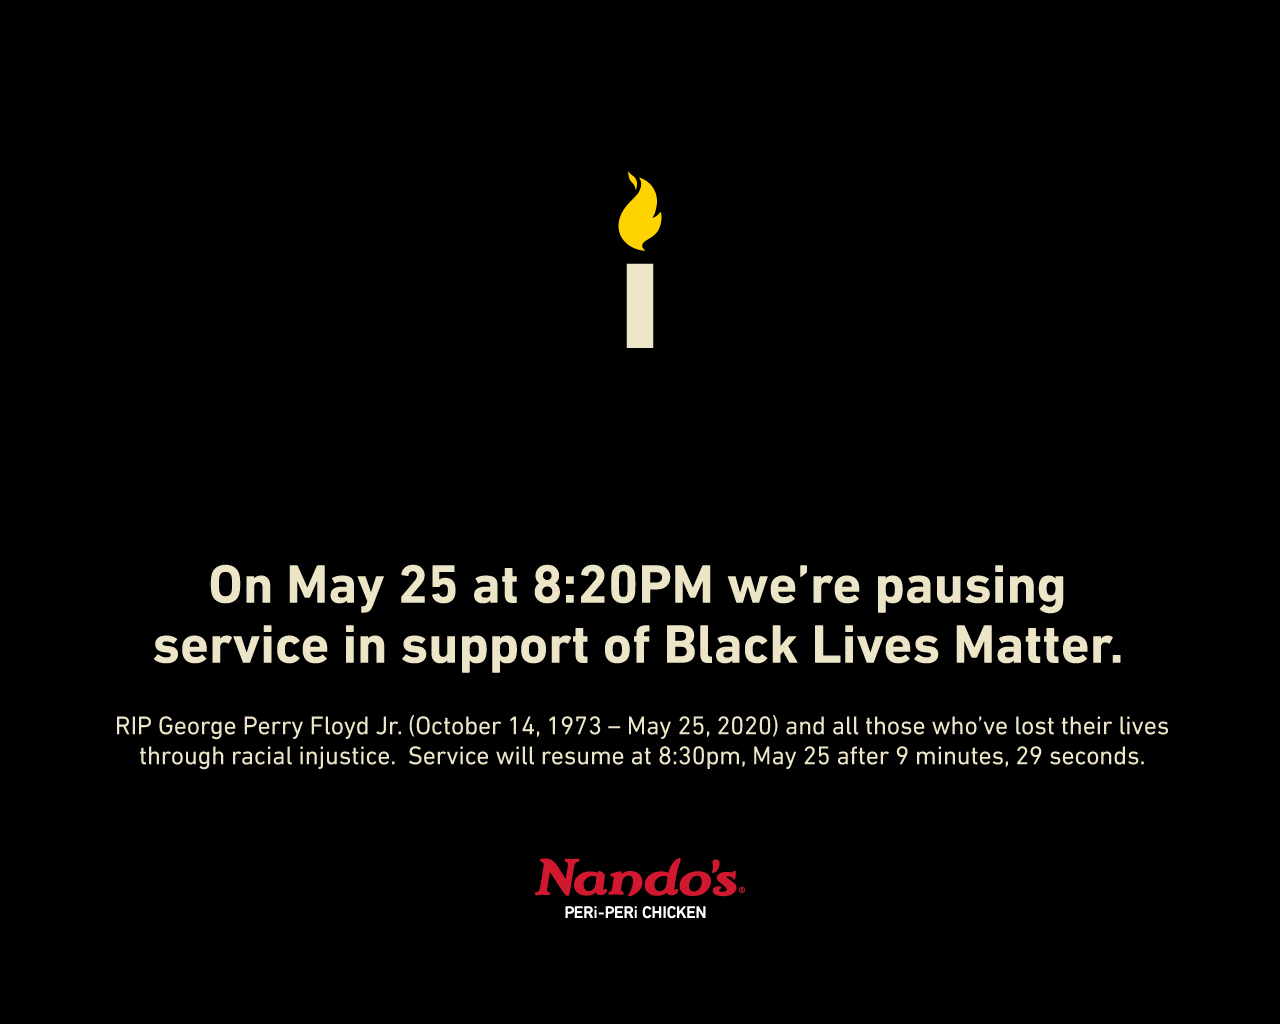 On May 25 at 8:20PM we’re pausing
service in support of Black Lives Matter.
RIP George Perry Floyd Jr. (October 14, 1973 – May 25, 2020) and all those who’ve lost their lives
through racial injustice.  Service will resume at 8:30pm, May 25 after 9 minutes, 29 seconds.
Nando’s®
PERi-PERi CHICKEN